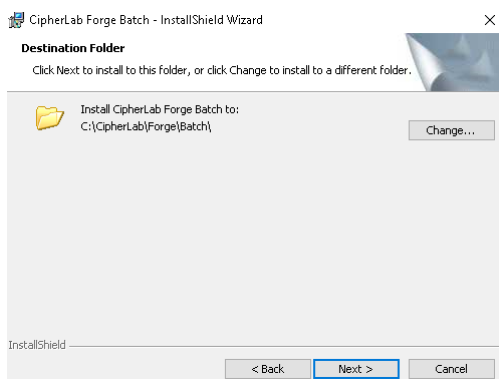 CipherLab Forge Batch - InstallShield Wizard
Destination Folder
Click Next to install to this folder, or click Change to install to a different folder.
Install CipherLab Forge Batch to:
C:\CipherLab\Forge\Batch\
Change...
InstallShield
< Back
Next >
Cancel